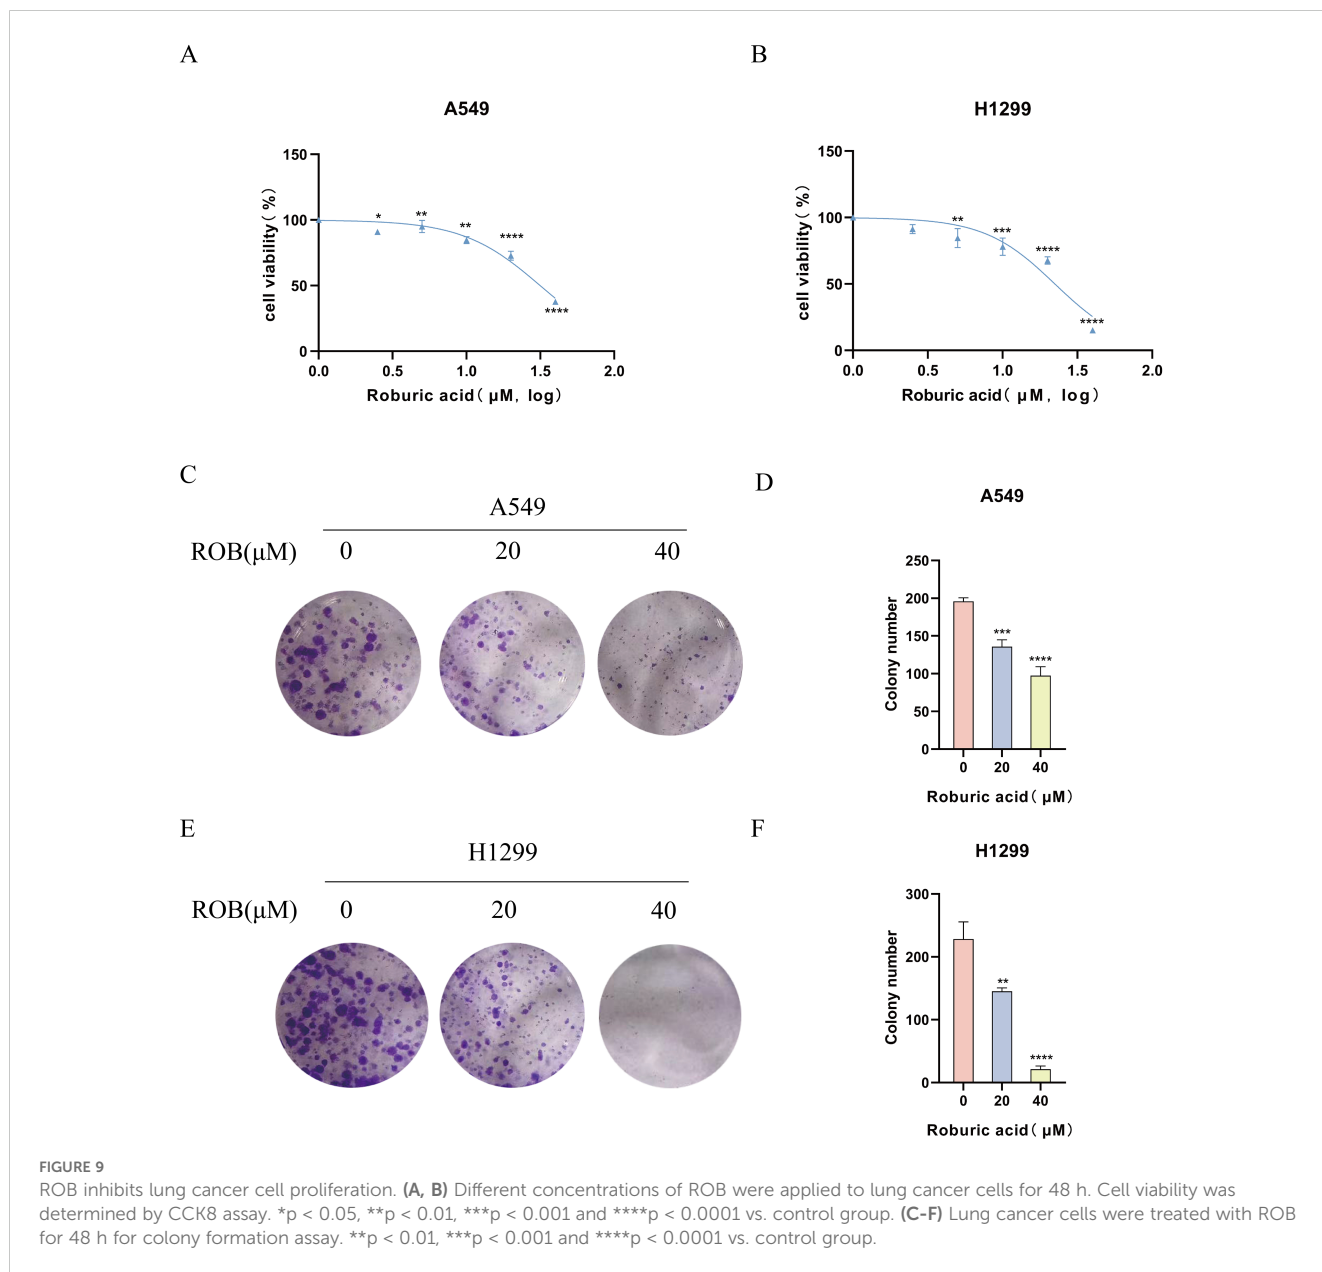 A
A549
150
100
50
0
cell viability( %)
*
**
**
****
****
0.0 0.5 1.0 1.5 2.0
Roburic acid( μM, log)
B
H1299
150
100
50
0
cell viability( %)
**
***
****
****
0.0 0.5 1.0 1.5 2.0
Roburic acid( μM, log)
C
A549
ROB(μM) 0 20 40
D
A549
250
200
150
100
50
0
Colony number
***
****
0 20 40
Roburic acid( μM)
E
H1299
ROB(μM) 0 20 40
F
H1299
300
200
100
0
Colony number
**
****
0 20 40
Roburic acid( μM)
FIGURE 9
ROB inhibits lung cancer cell proliferation. (A, B) Different concentrations of ROB were applied to lung cancer cells for 48 h. Cell viability was
determined by CCK8 assay. *p < 0.05, **p < 0.01, ***p < 0.001 and ****p < 0.0001 vs. control group. (C-F) Lung cancer cells were treated with ROB
for 48 h for colony formation assay. **p < 0.01, ***p < 0.001 and ****p < 0.0001 vs. control group.